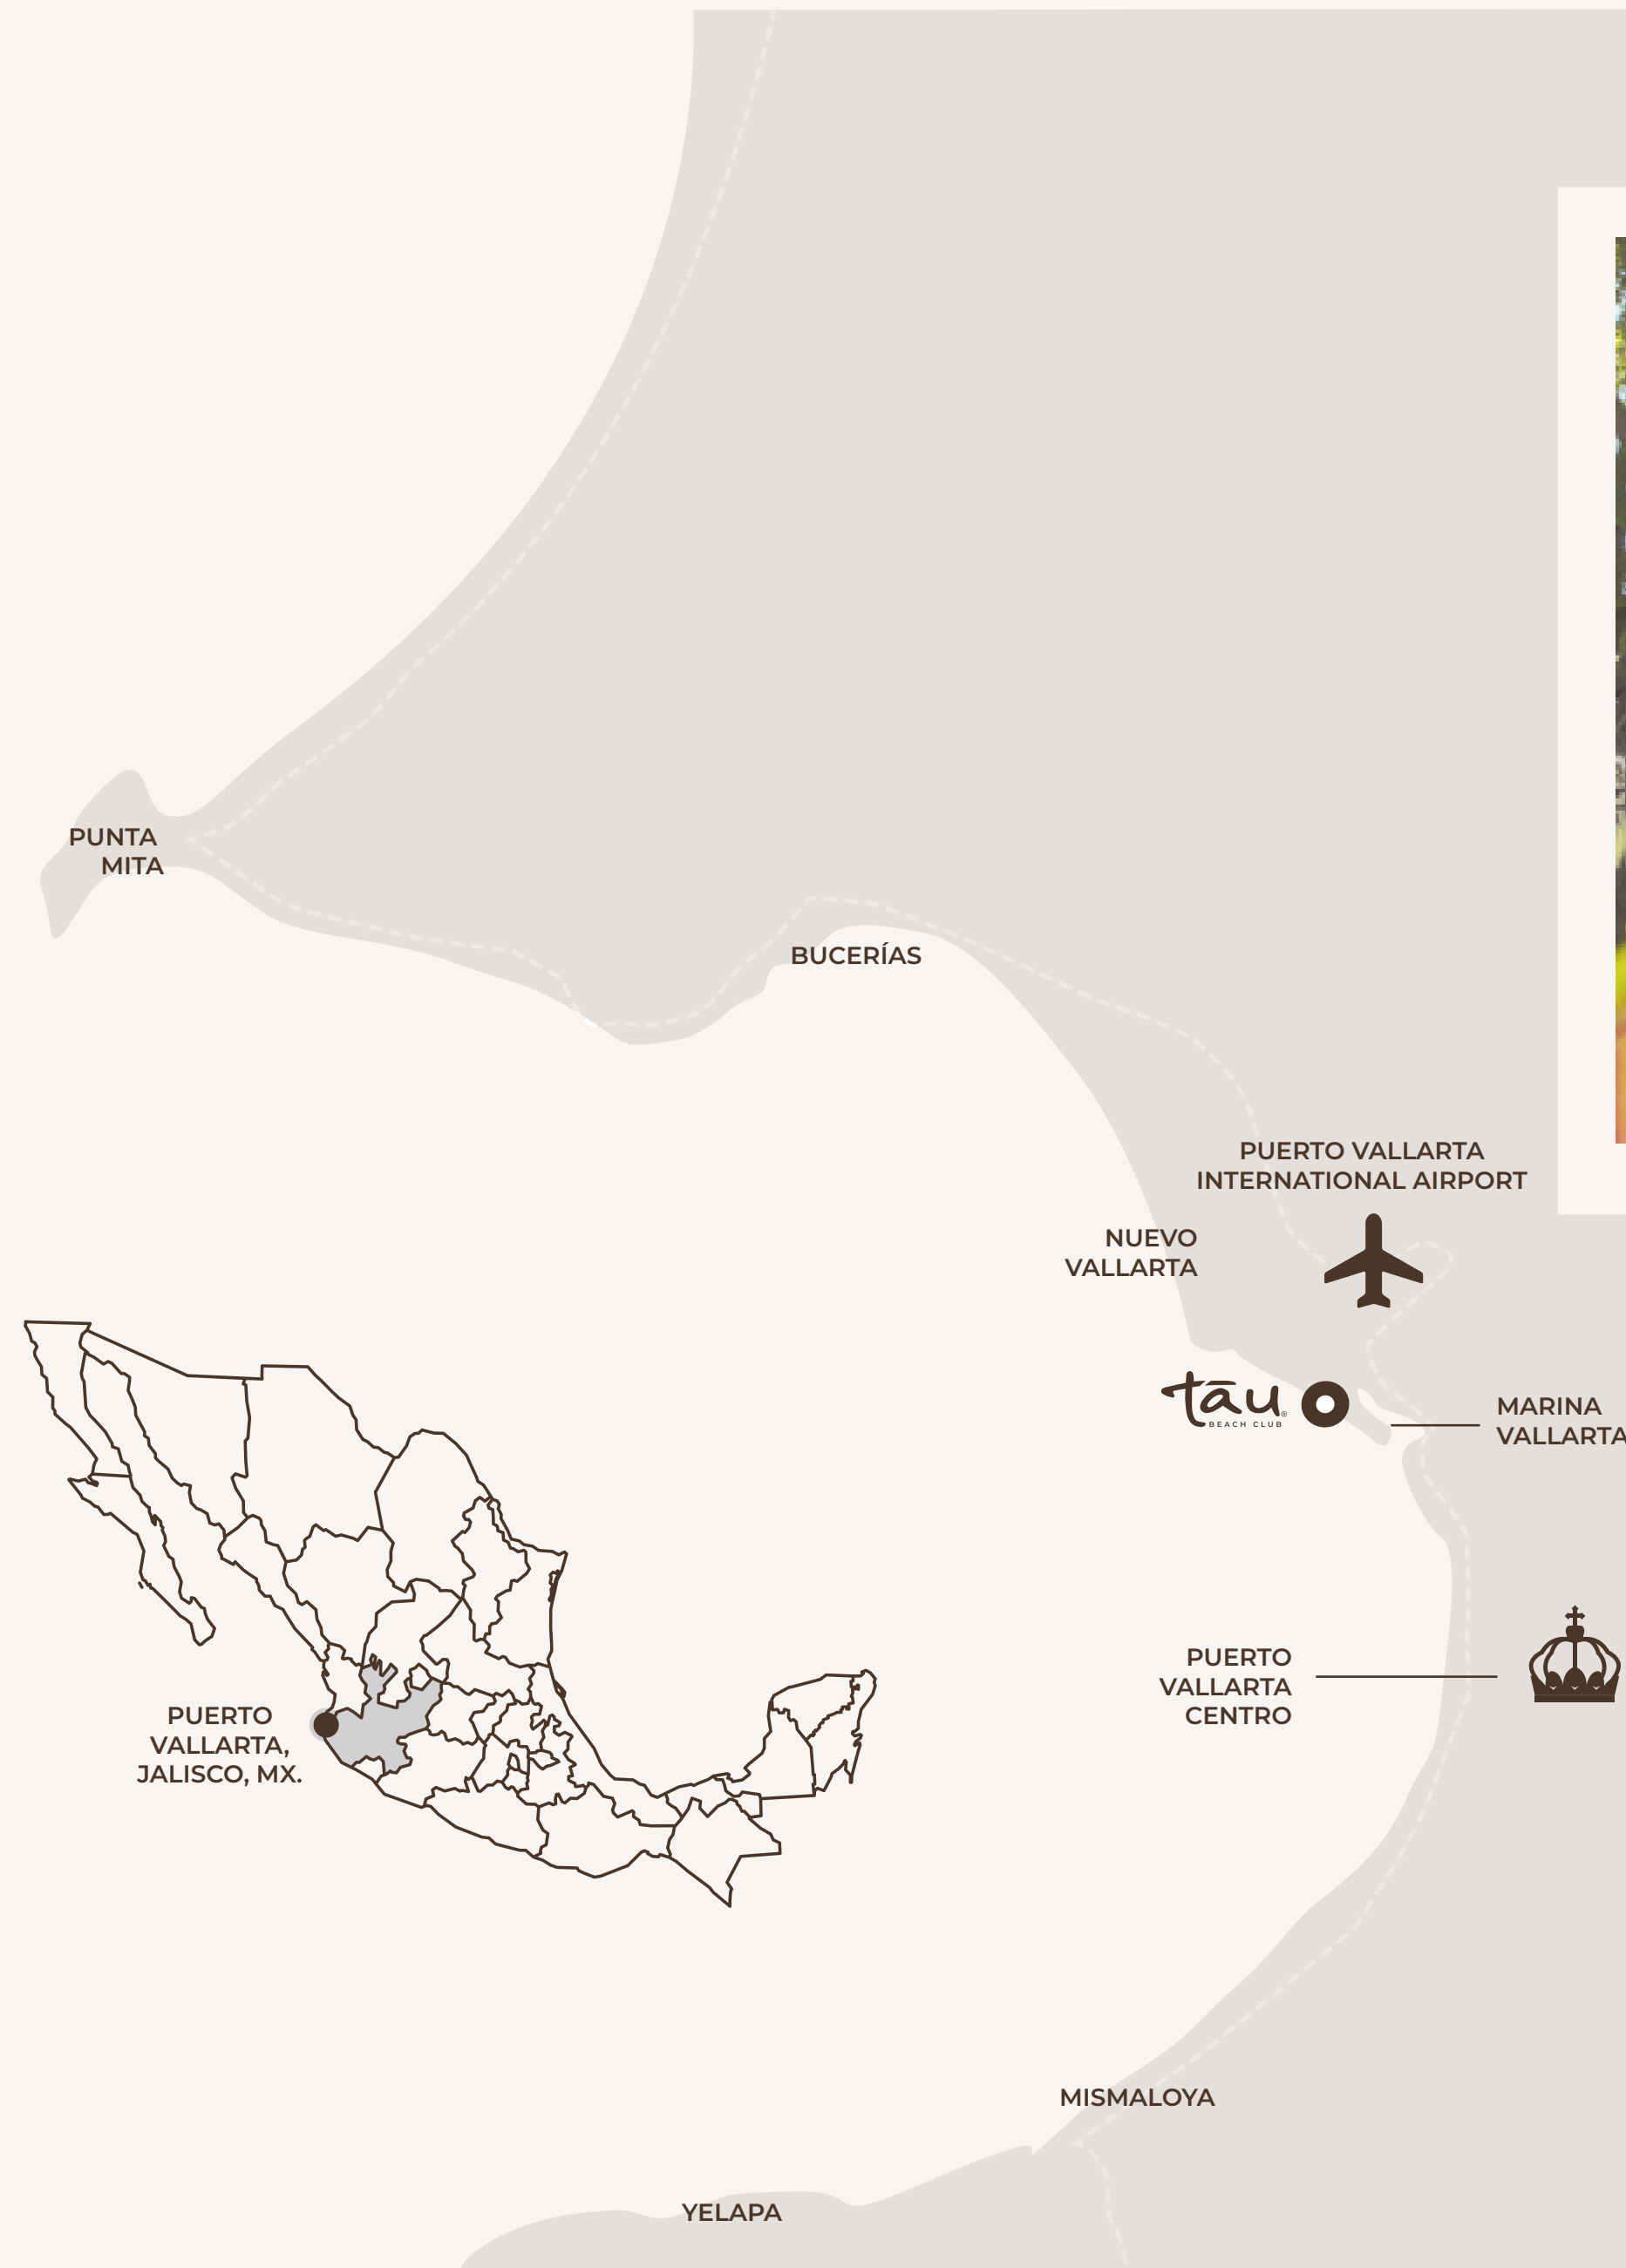 PUNTA
MITA
BUCERÍAS
PUERTO VALLARTA
INTERNATIONAL AIRPORT
NUEVO
VALLARTA
tau®
BEACH CLUB
MARINA
VALLARTA
PUERTO
VALLARTA
CENTRO
PUERTO
VALLARTA,
JALISCO, MX.
MISMALOYA
YELAPA